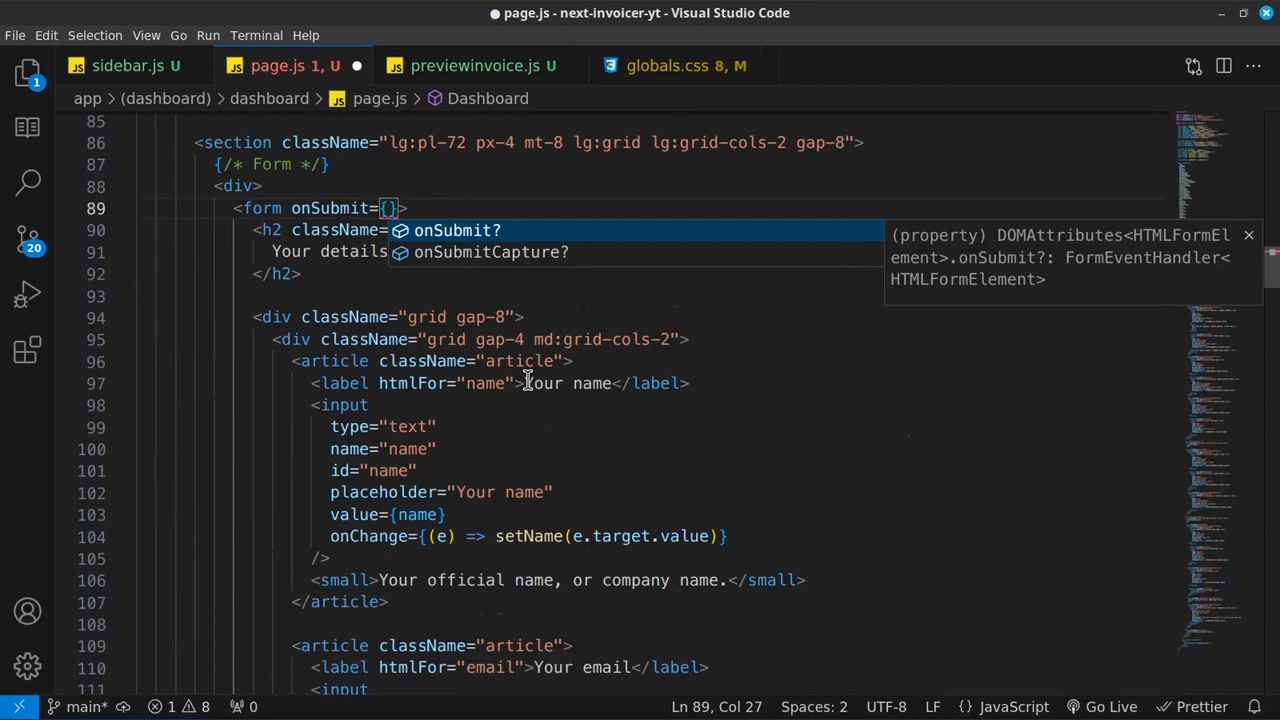 page.js - next-invoicer-yt - Visual Studio Code
File Edit Selection View Go Run Terminal Help
JS sidebar.js U JS page.js 1, U JS previewinvoice.js U globals.css 8, M
app > (dashboard) > dashboard > JS page.js > Dashboard
85
86 <section className="lg:pl-72 px-4 mt-8 lg:grid lg:grid-cols-2 gap-8">
87 {/* Form */}
88 <div>
89 <form onSubmit={}>
90 <h2 className=
91 Your details
92 </h2>
onSubmit?
onSubmitCapture?
(property) DOMAttributes<HTMLFormEl
ement>.onSubmit?: FormEventHandler<
HTMLFormElement>
93
94 <div className="grid gap-8">
95 <div className="grid gap-4 md:grid-cols-2">
96 <article className="article">
97 <label htmlFor="name">Your name</label>
98 <input
99 type="text"
100 name="name"
101 id="name"
102 placeholder="Your name"
103 value={name}
104 onChange={(e) => setName(e.target.value)}
105 />
106 <small>Your official name, or company name.</small>
107 </article>
108
109 <article className="article">
110 <label htmlFor="email">Your email</label>
111 <input
1
20
main* 1 8 0 Ln 89, Col 27 Spaces: 2 UTF-8 LF {} JavaScript Go Live Prettier